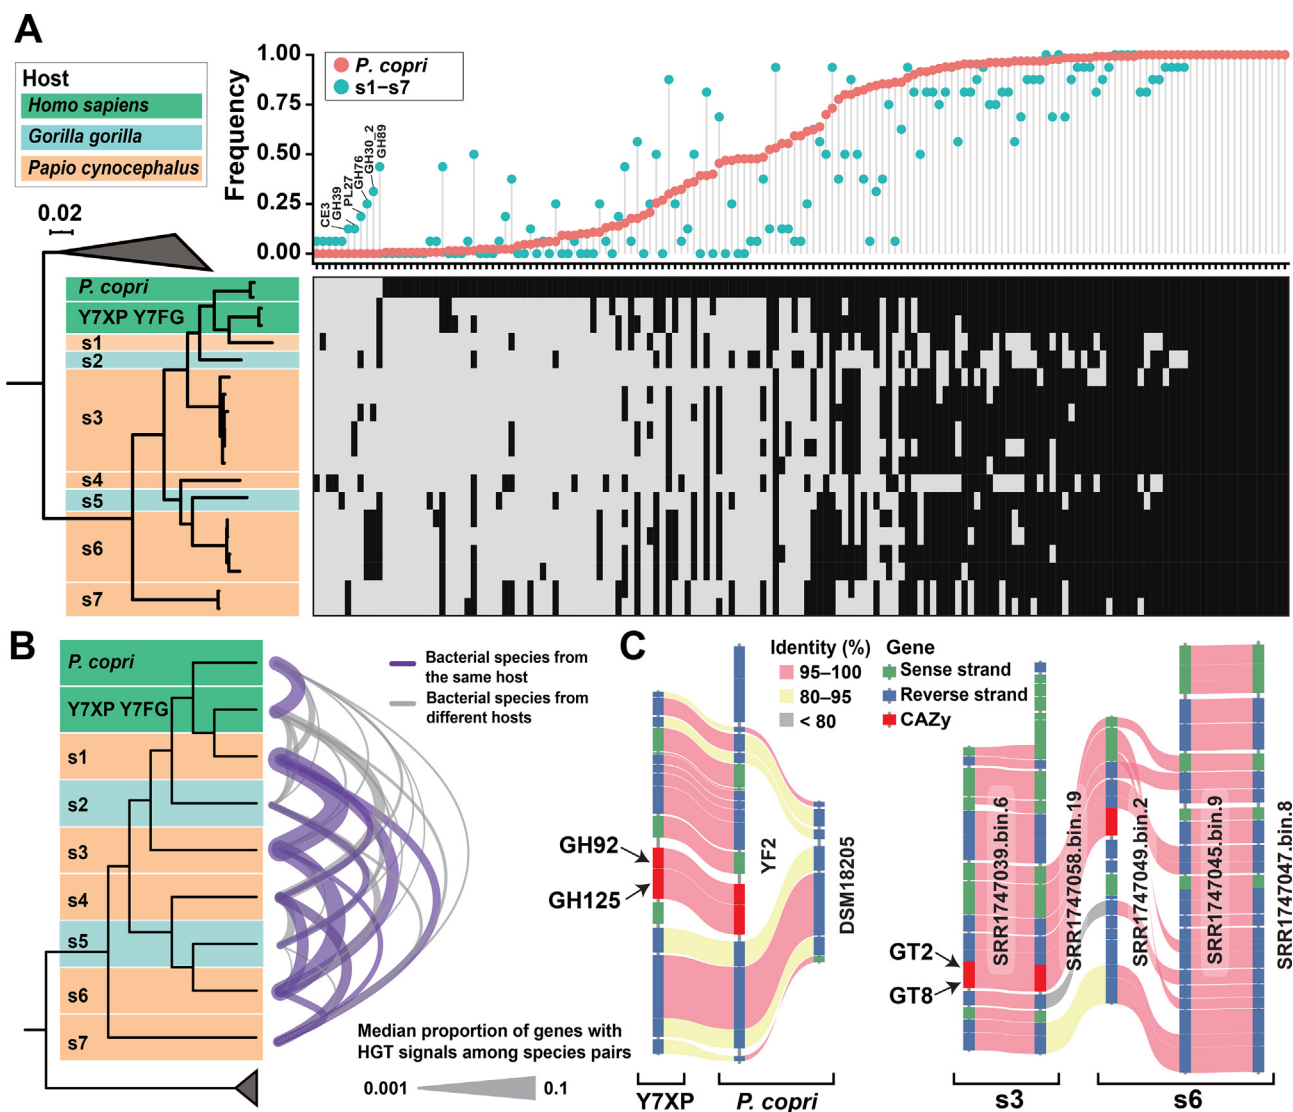 A
Host
Homo sapiens
Gorilla gorilla
Papio cynocephalus
0.02
Frequency
1.00
0.75
0.50
0.25
0.00
P. copri
s1–s7
CE3
GH39
PL27
GH76
GH30_2
GH89
P. copri
Y7XP Y7FG
s1
s2
s3
s4
s5
s6
s7
B
P. copri
Y7XP Y7FG
s1
s2
s3
s4
s5
s6
s7
Bacterial species from
the same host
Bacterial species from
different hosts
Median proportion of genes with
HGT signals among species pairs
0.001
0.1
C
Identity (%)
95–100
80–95
< 80
Gene
Sense strand
Reverse strand
CAZy
GH92
GH125
YF2
DSM18205
Y7XP
P. copri
GT2
GT8
SRR1747039.bin.6
SRR1747058.bin.19
SRR1747049.bin.2
SRR1747045.bin.9
SRR1747047.bin.8
s3
s6